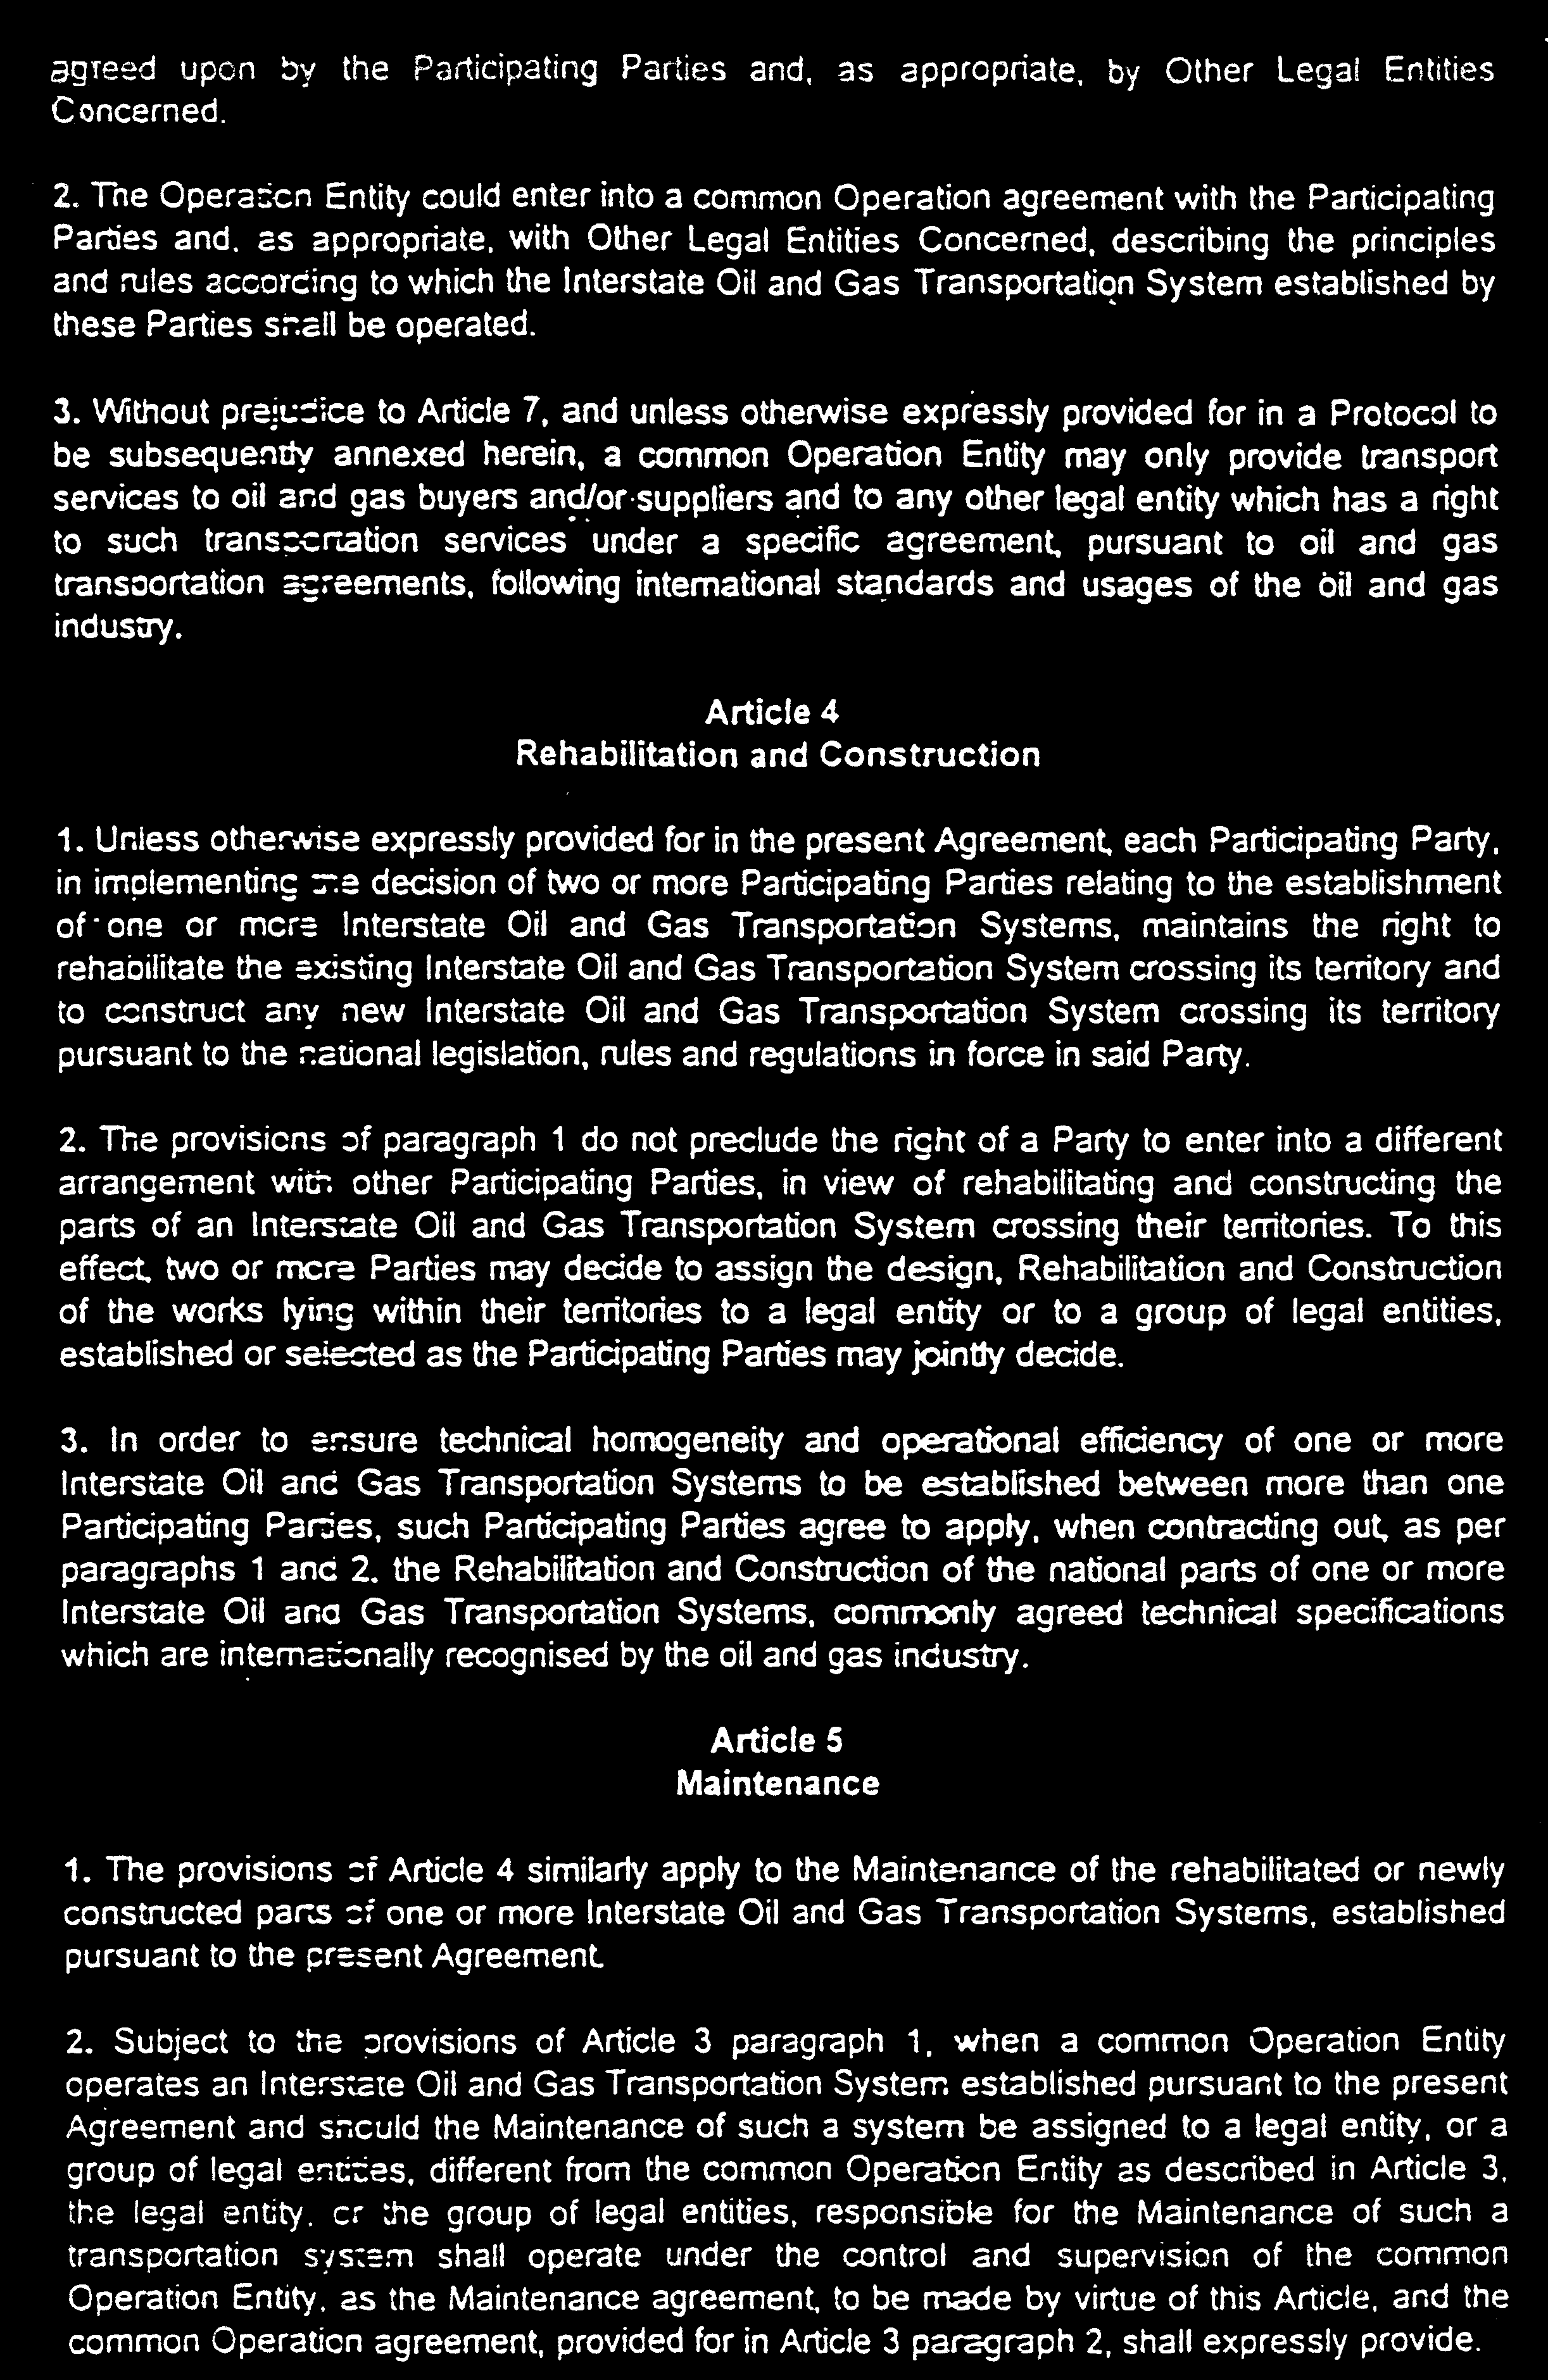 agreed upon by the Participating Parties and, as appropriate, by Other Legal Entities
Concerned.
2. The Operation Entity could enter into a common Operation agreement with the Participating
Parties and, as appropriate, with Other Legal Entities Concerned, describing the principles
and rules according to which the Interstate Oil and Gas Transportation System established by
these Parties shall be operated.
3. Without prejudice to Article 7, and unless otherwise expressly provided for in a Protocol to
be subsequently annexed herein, a common Operation Entity may only provide transport
services to oil and gas buyers and/or suppliers and to any other legal entity which has a right
to such transportation services under a specific agreement, pursuant to oil and gas
transportation agreements, following international standards and usages of the oil and gas
industry.
Article 4
Rehabilitation and Construction
1. Unless otherwise expressly provided for in the present Agreement, each Participating Party,
in implementing the decision of two or more Participating Parties relating to the establishment
of one or more Interstate Oil and Gas Transportation Systems, maintains the right to
rehabilitate the existing Interstate Oil and Gas Transportation System crossing its territory and
to construct any new Interstate Oil and Gas Transportation System crossing its territory
pursuant to the national legislation, rules and regulations in force in said Party.
2. The provisions of paragraph 1 do not preclude the right of a Party to enter into a different
arrangement with other Participating Parties, in view of rehabilitating and constructing the
parts of an Interstate Oil and Gas Transportation System crossing their territories. To this
effect, two or more Parties may decide to assign the design, Rehabilitation and Construction
of the works lying within their territories to a legal entity or to a group of legal entities,
established or selected as the Participating Parties may jointly decide.
3. In order to ensure technical homogeneity and operational efficiency of one or more
Interstate Oil and Gas Transportation Systems to be established between more than one
Participating Parties, such Participating Parties agree to apply, when contracting out, as per
paragraphs 1 and 2, the Rehabilitation and Construction of the national parts of one or more
Interstate Oil and Gas Transportation Systems, commonly agreed technical specifications
which are internationally recognised by the oil and gas industry.
Article 5
Maintenance
1. The provisions of Article 4 similarly apply to the Maintenance of the rehabilitated or newly
constructed parts of one or more Interstate Oil and Gas Transportation Systems, established
pursuant to the present Agreement.
2. Subject to the provisions of Article 3 paragraph 1, when a common Operation Entity
operates an Interstate Oil and Gas Transportation System established pursuant to the present
Agreement and should the Maintenance of such a system be assigned to a legal entity, or a
group of legal entities, different from the common Operation Entity as described in Article 3,
the legal entity, or the group of legal entities, responsible for the Maintenance of such a
transportation system shall operate under the control and supervision of the common
Operation Entity, as the Maintenance agreement, to be made by virtue of this Article, and the
common Operation agreement, provided for in Article 3 paragraph 2, shall expressly provide.